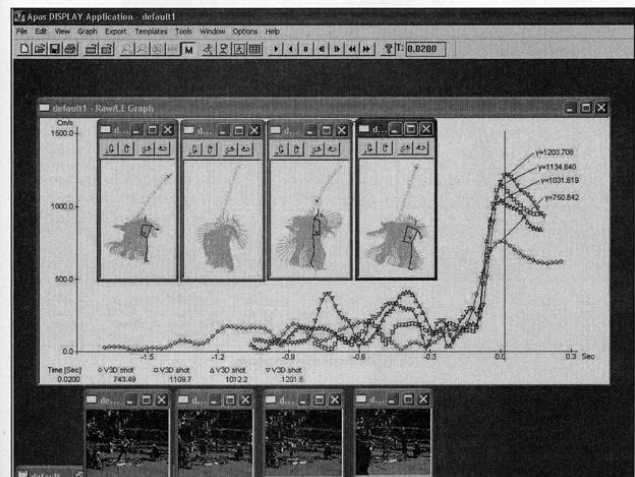 Apas DISPLAY Application - default1
File Edit View Graph Export Templates Tools Window Options Help
M T: 0.0200
default1 - Raw/LE Graph
d... d... d... d...
Cm/s
1500.0
1000.0
500.0
0.0
y=1203.708
y=1134.640
y=1031.619
y=750.842
-1.5 -1.2 -0.9 -0.6 -0.3 0.0 0.3 Sec
Time [Sec] V3D shot V3D shot V3D shot V3D shot
0.0200 743.49 1109.7 1012.2 1201.6
de... d... d... d...
default...